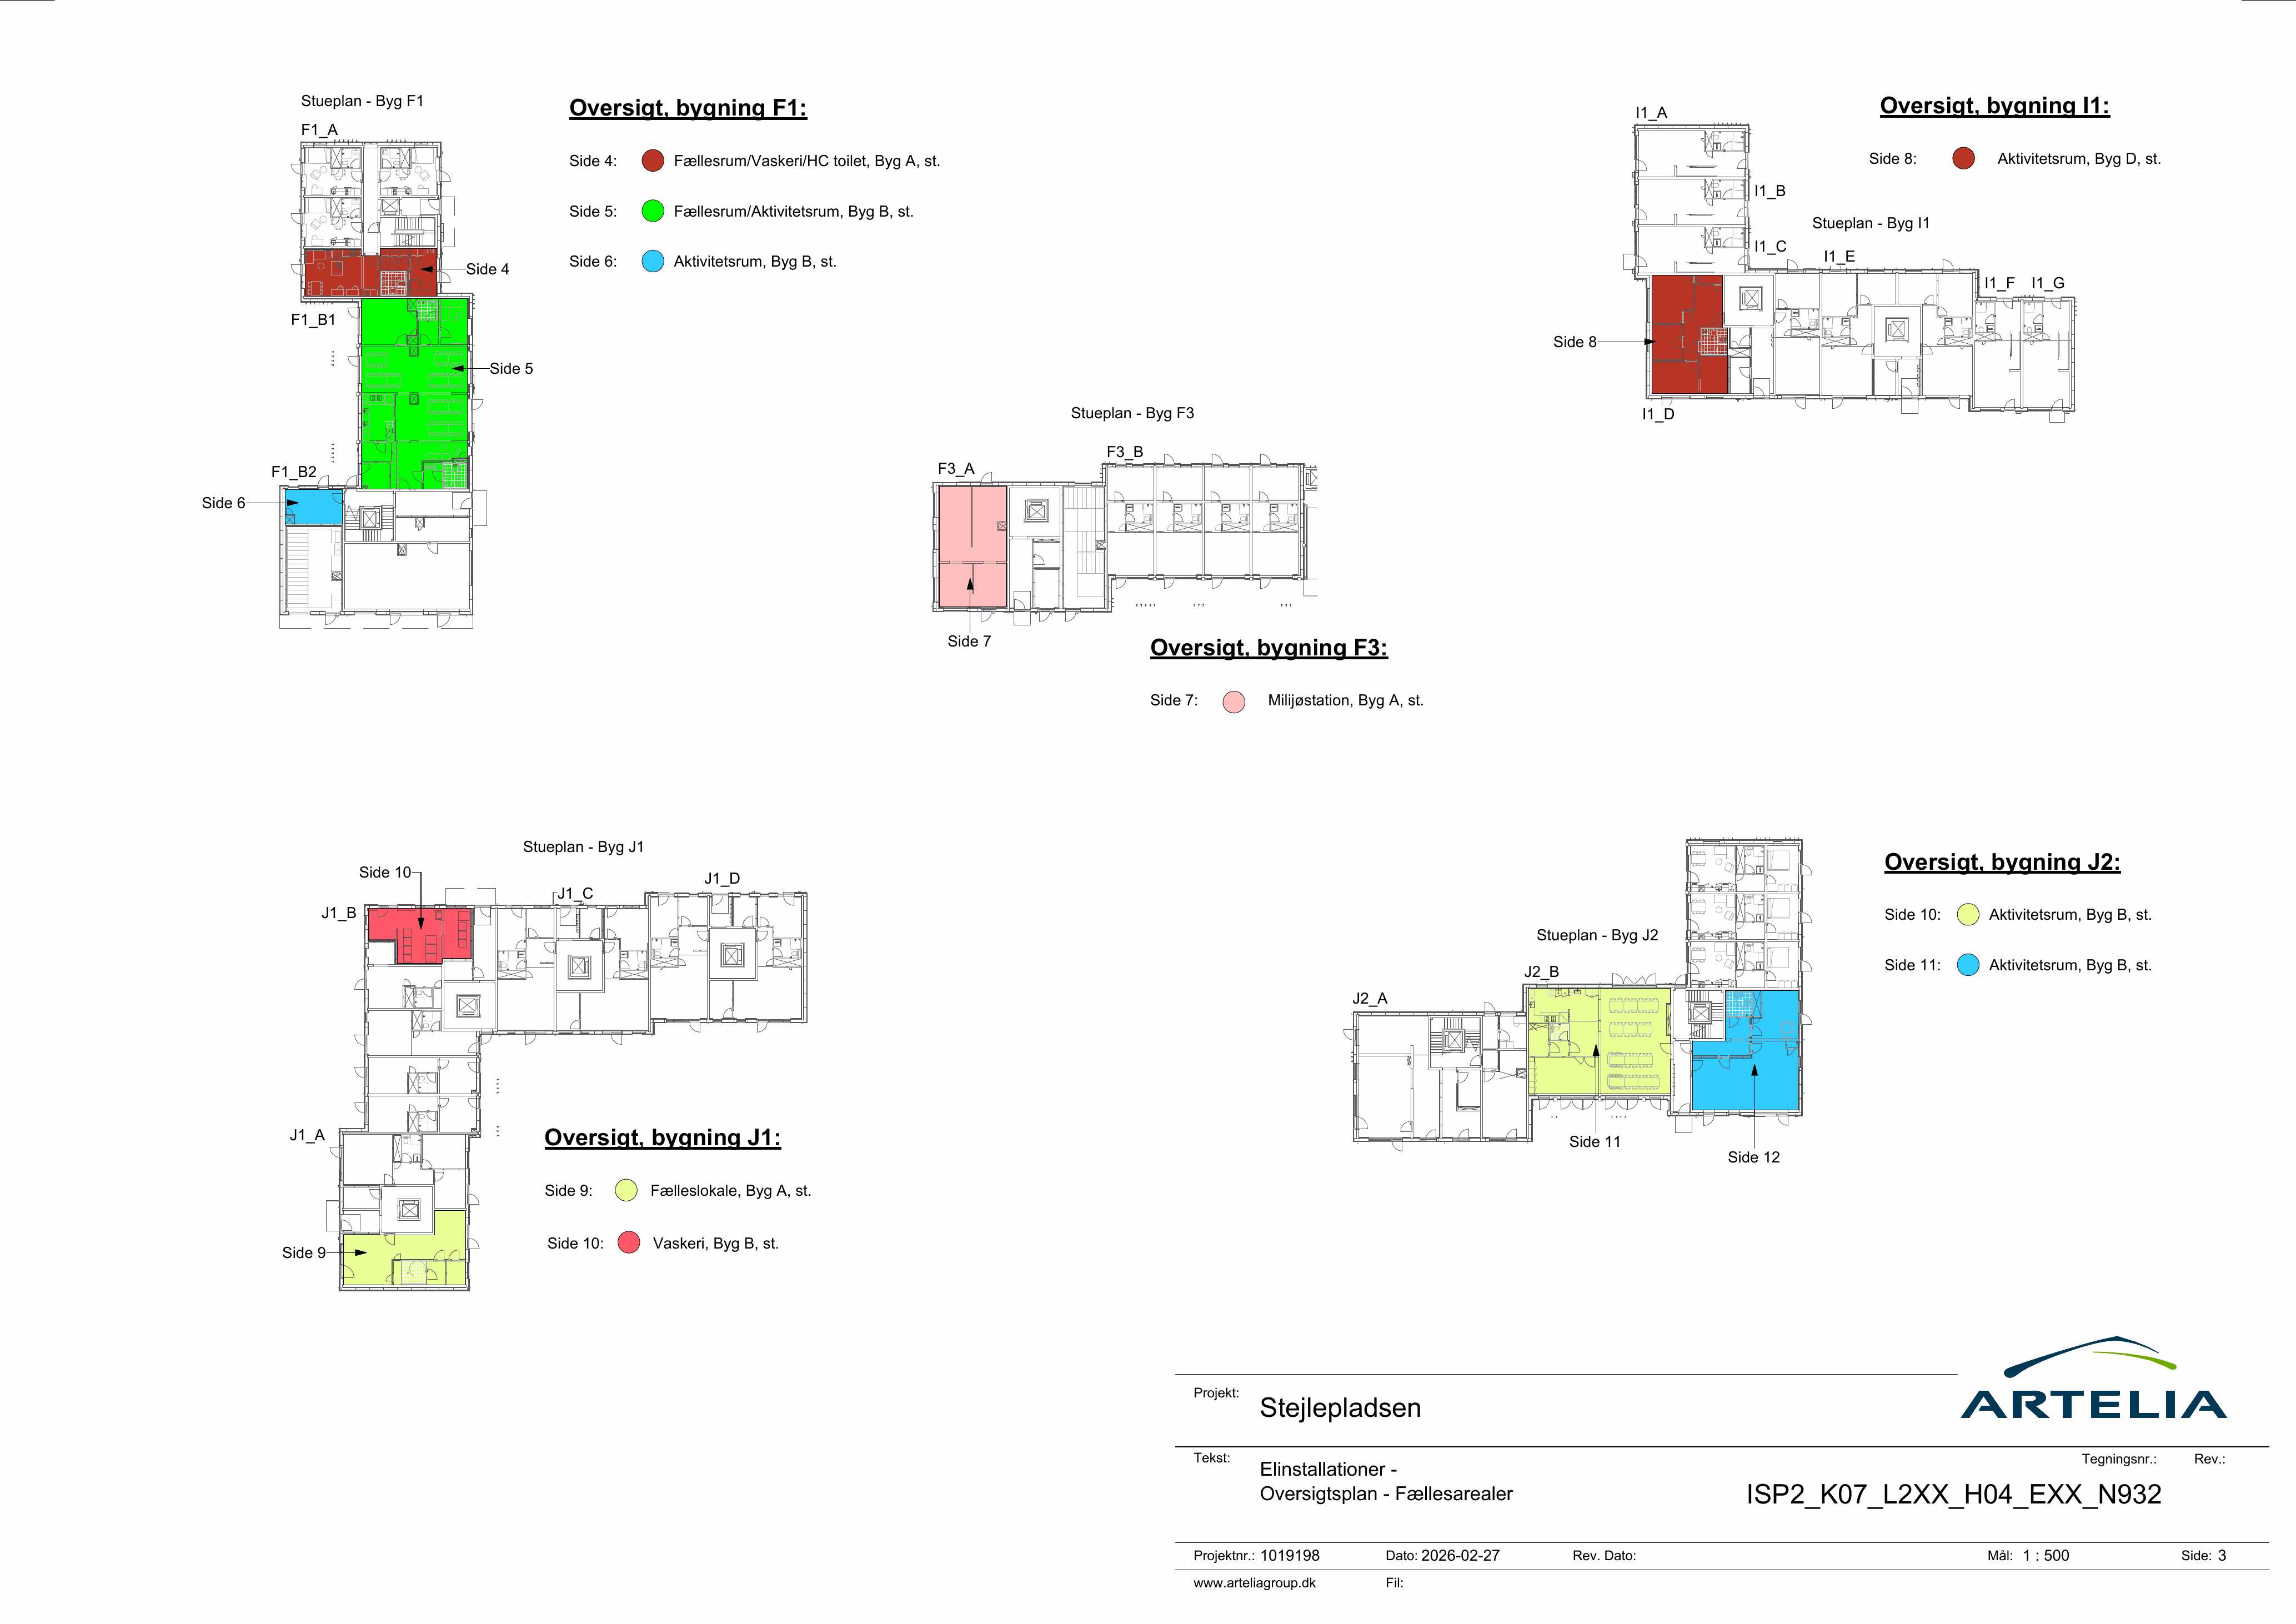 Stueplan - Byg F1
F1_A
Side 4
F1_B1
Side 5
F1_B2
Side 6
Oversigt, bygning F1:
Side 4: Fællesrum/Vaskeri/HC toilet, Byg A, st.
Side 5: Fællesrum/Aktivitetsrum, Byg B, st.
Side 6: Aktivitetsrum, Byg B, st.
Oversigt, bygning I1:
Side 8: Aktivitetsrum, Byg D, st.
I1_A
I1_B
Stueplan - Byg I1
I1_C
I1_E
I1_F
I1_G
Side 8
I1_D
Stueplan - Byg F3
F3_B
F3_A
Side 7
Oversigt, bygning F3:
Side 7: Milijøstation, Byg A, st.
Stueplan - Byg J1
Side 10
J1_D
J1_C
J1_B
J1_A
Side 9
Oversigt, bygning J1:
Side 9: Fælleslokale, Byg A, st.
Side 10: Vaskeri, Byg B, st.
Oversigt, bygning J2:
Side 10: Aktivitetsrum, Byg B, st.
Side 11: Aktivitetsrum, Byg B, st.
Stueplan - Byg J2
J2_B
J2_A
Side 11
Side 12
ARTELIA
Projekt: Stejlepladsen
Tekst: Elinstallationer -
Oversigtsplan - Fællesarealer
Tegningsnr.: Rev.:
ISP2_K07_L2XX_H04_EXX_N932
Projektnr.: 1019198 Dato: 2026-02-27 Rev. Dato: Mål: 1 : 500 Side: 3
www.arteliagroup.dk Fil: